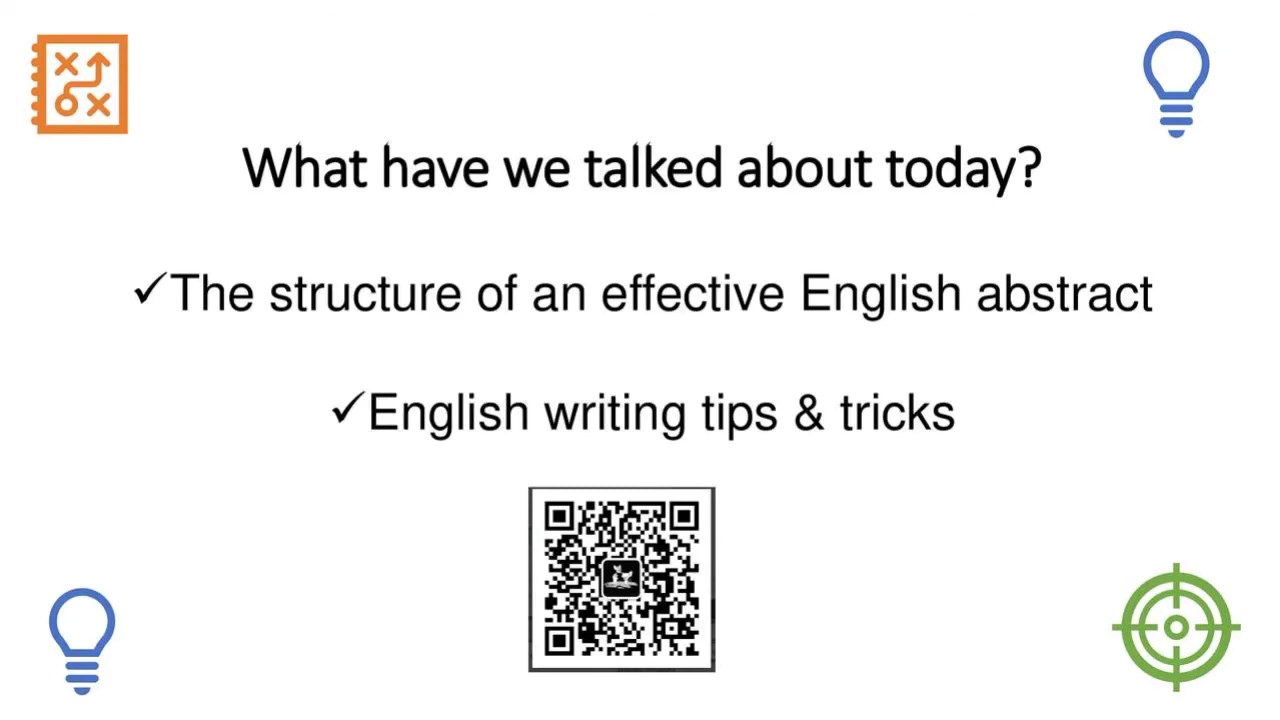 What have we talked about today?
✓The structure of an effective English abstract
✓English writing tips & tricks